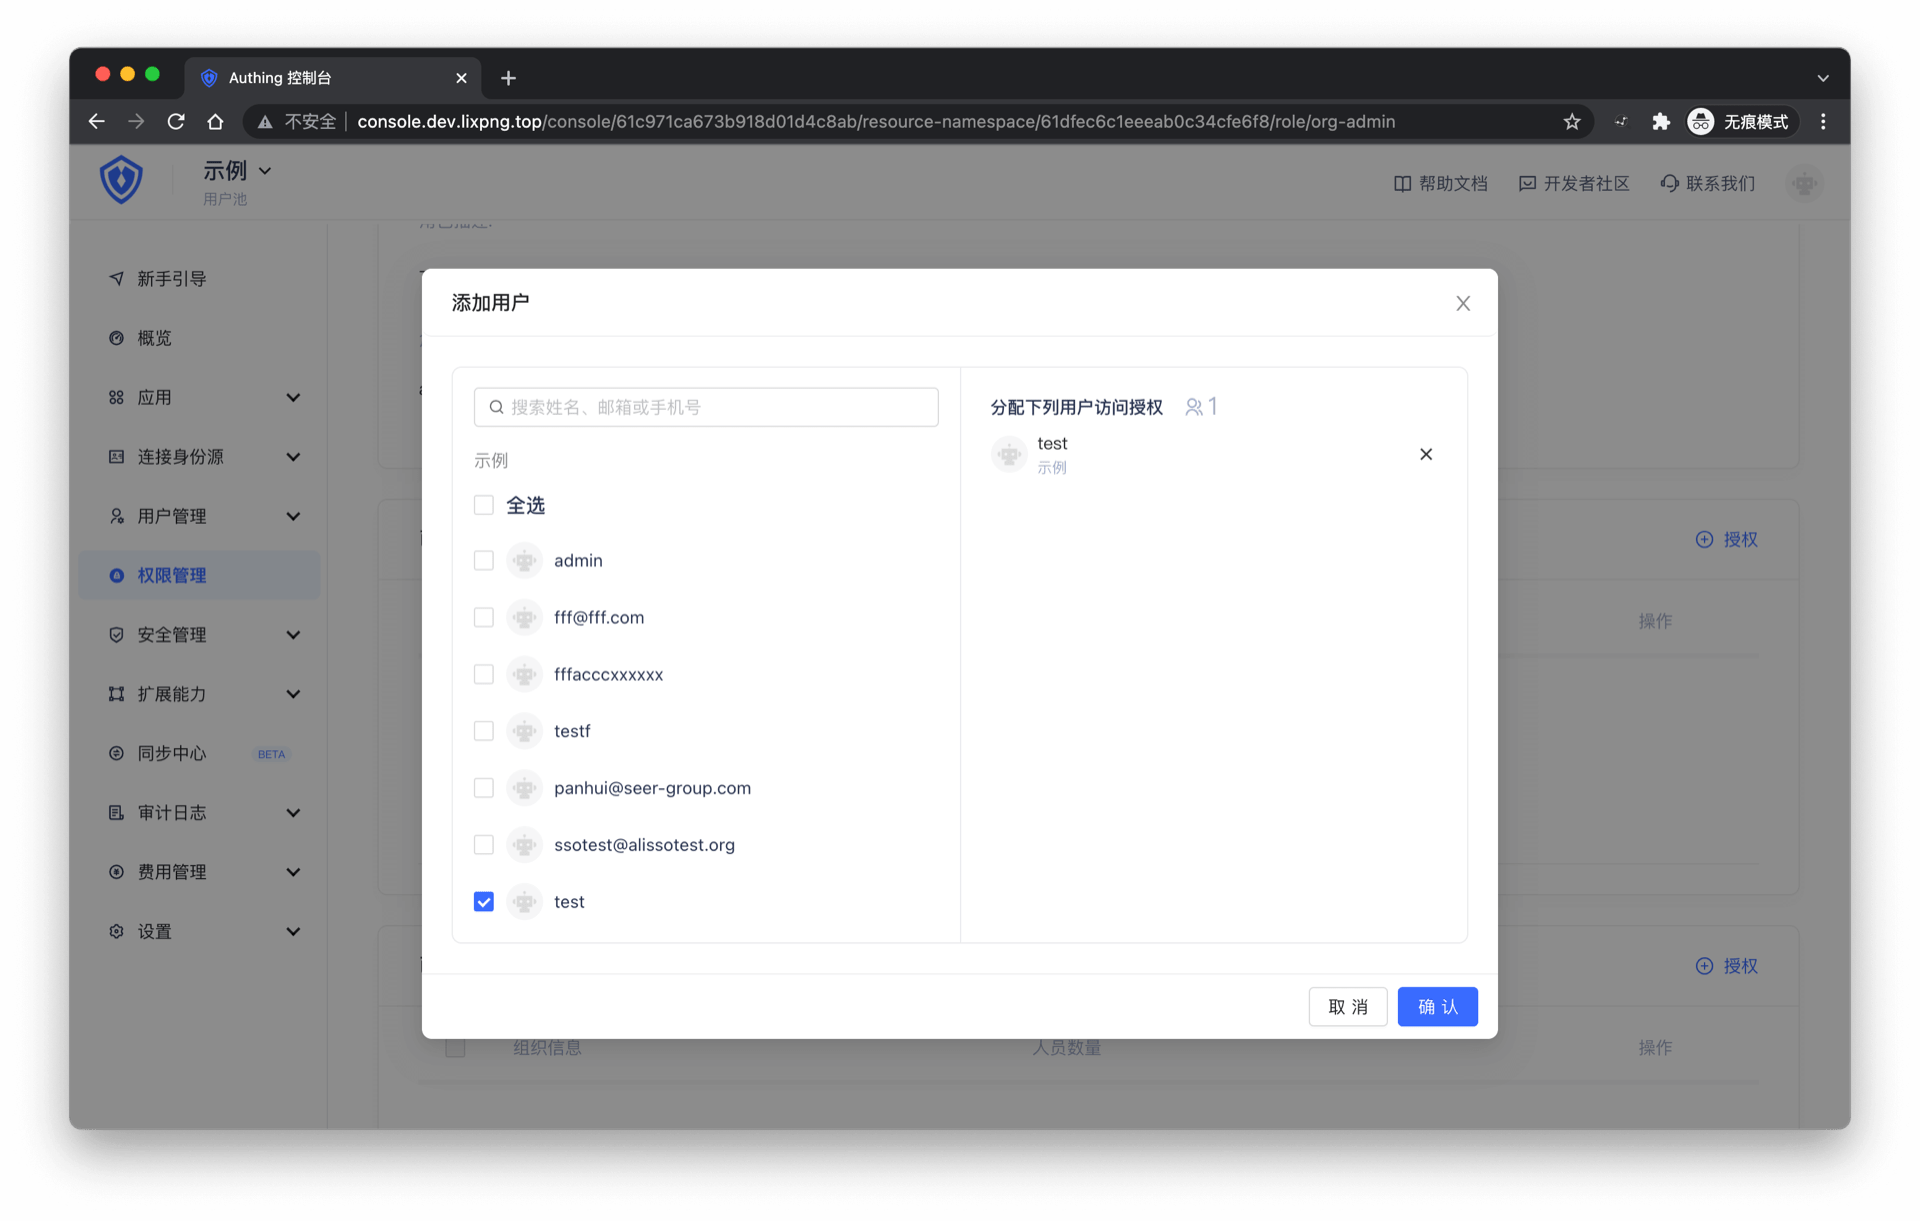 Authing 控制台
不安全
console.dev.lixpng.top/console/61c971ca673b918d01d4c8ab/resource-namespace/61dfec6c1eeeab0c34cfe6f8/role/org-admin
无痕模式
示例
用户池
帮助文档
开发者社区
联系我们
新手引导
概览
应用
连接身份源
用户管理
权限管理
安全管理
扩展能力
同步中心 BETA
审计日志
费用管理
设置
添加用户
搜索姓名、邮箱或手机号
示例
全选
admin
fff@fff.com
fffacccxxxxxx
testf
panhui@seer-group.com
ssotest@alissotest.org
test
分配下列用户访问授权 1
test
示例
取 消
确 认
授权
操作
授权
组织信息
人员数量
操作